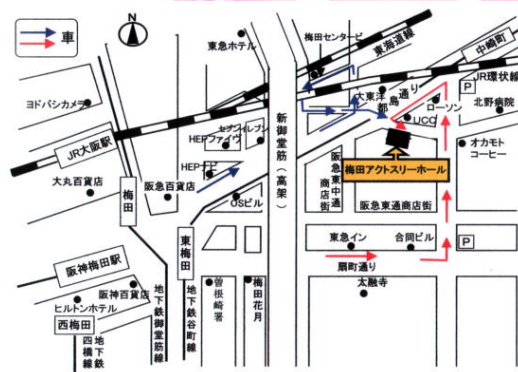 車
N
東急ホテル
梅田センタービ
東海道線
中崎町
JR環状線
P
大東洋
都島通り
ローソン
北野病院
UCC
ヨドバシカメラ
セブンイレブン
HEPファイヴ
JR大阪駅
HEPナビ
新御堂筋(高架)
オカモト
コーヒー
梅田アクトスリーホール
大丸百貨店
梅田
阪急百貨店
OSビル
阪急東中通
商店街
阪急東通商店街
東梅田
東急イン
合同ビル
P
扇町通り
太融寺
阪神梅田駅
阪神百貨店
ヒルトンホテル
西梅田
地下鉄
四橋線
地下鉄御堂筋線
地下鉄谷町線
曽根崎署
梅田花月